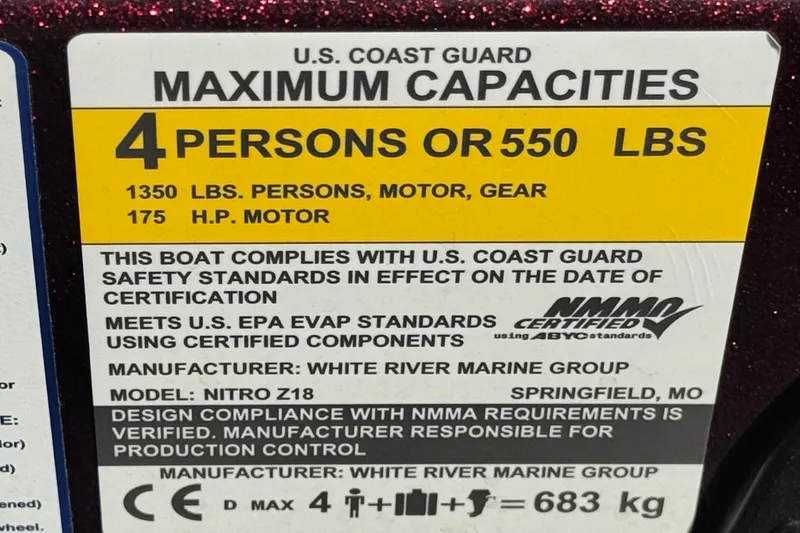 U.S. COAST GUARD
MAXIMUM CAPACITIES
4 PERSONS OR 550 LBS
1350 LBS. PERSONS, MOTOR, GEAR
175 H.P. MOTOR
THIS BOAT COMPLIES WITH U.S. COAST GUARD
SAFETY STANDARDS IN EFFECT ON THE DATE OF
CERTIFICATION
MEETS U.S. EPA EVAP STANDARDS
USING CERTIFIED COMPONENTS
NMMA
CERTIFIED
using ABYC standards
MANUFACTURER: WHITE RIVER MARINE GROUP
MODEL: NITRO Z18 SPRINGFIELD, MO
DESIGN COMPLIANCE WITH NMMA REQUIREMENTS IS
VERIFIED. MANUFACTURER RESPONSIBLE FOR
PRODUCTION CONTROL
MANUFACTURER: WHITE RIVER MARINE GROUP
CE D MAX 4 + + = 683 kg
or
E:
wheel.